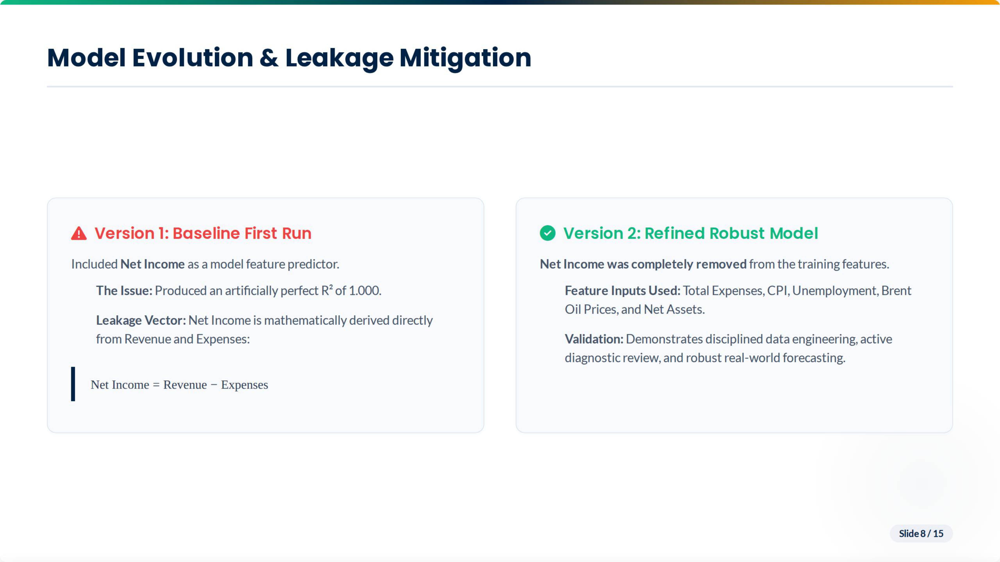 Model Evolution & Leakage Mitigation
Version 1: Baseline First Run
Included Net Income as a model feature predictor.
The Issue: Produced an artificially perfect R² of 1.000.
Leakage Vector: Net Income is mathematically derived directly
from Revenue and Expenses:
Net Income = Revenue − Expenses
Version 2: Refined Robust Model
Net Income was completely removed from the training features.
Feature Inputs Used: Total Expenses, CPI, Unemployment, Brent
Oil Prices, and Net Assets.
Validation: Demonstrates disciplined data engineering, active
diagnostic review, and robust real-world forecasting.
Slide 8 / 15